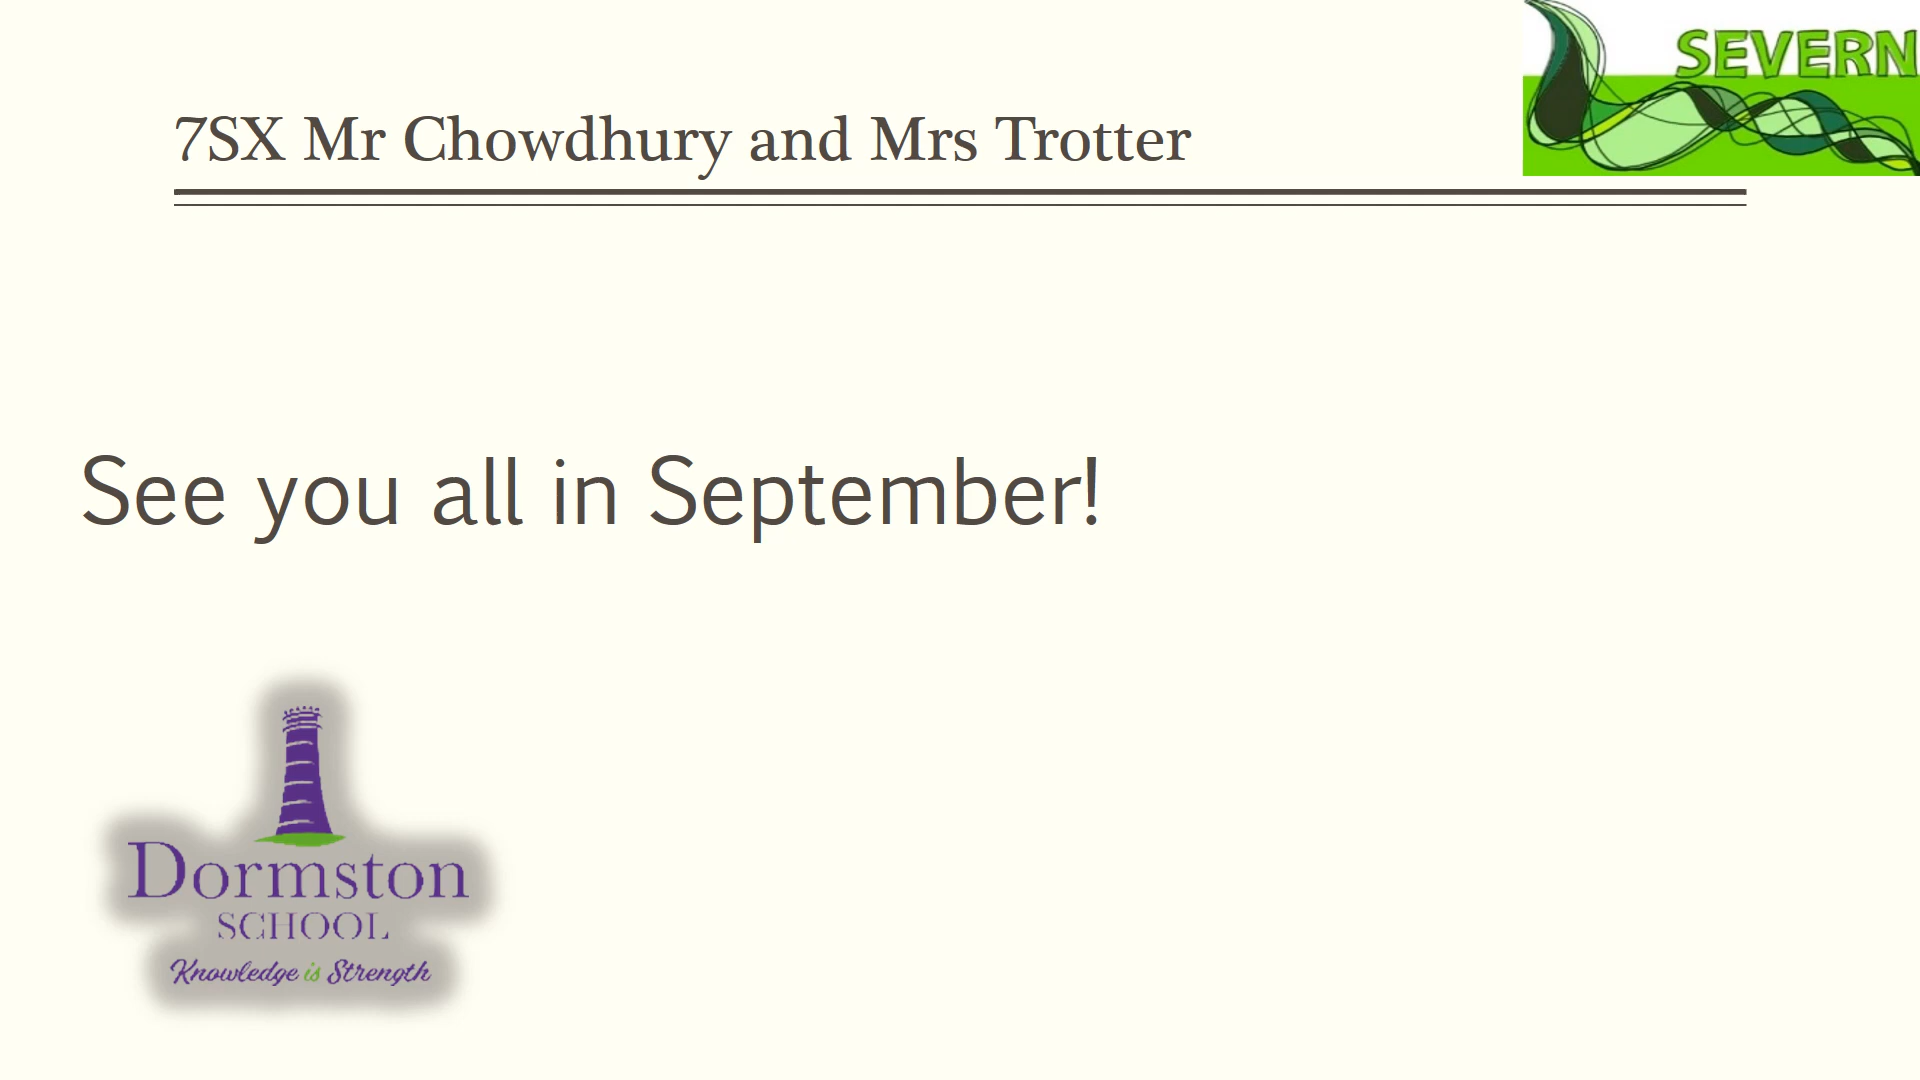 SEVERN
7SX Mr Chowdhury and Mrs Trotter
See you all in September!
Dormston
SCHOOL
Knowledge is Strength